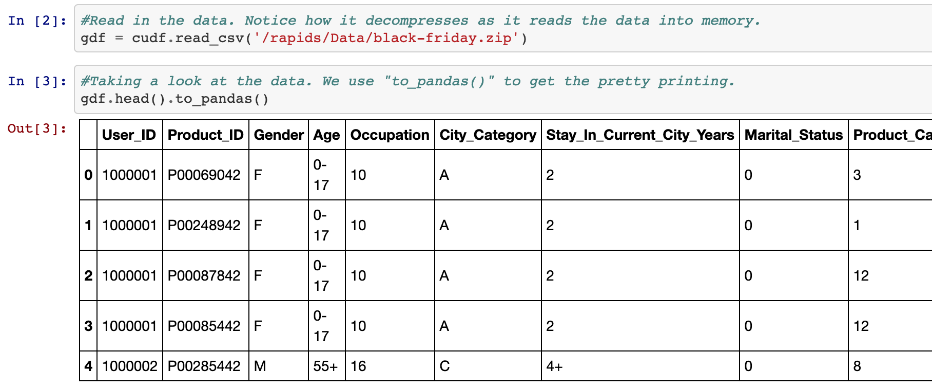 In [2]: #Read in the data. Notice how it decompresses as it reads the data into memory.
gdf = cudf.read_csv('/rapids/Data/black-friday.zip')
In [3]: #Taking a look at the data. We use "to_pandas()" to get the pretty printing.
gdf.head().to_pandas()
Out[3]:
User_ID Product_ID Gender Age Occupation City_Category Stay_In_Current_City_Years Marital_Status Product_Ca
0 1000001 P00069042 F 0-17 10 A 2 0 3
1 1000001 P00248942 F 0-17 10 A 2 0 1
2 1000001 P00087842 F 0-17 10 A 2 0 12
3 1000001 P00085442 F 0-17 10 A 2 0 12
4 1000002 P00285442 M 55+ 16 C 4+ 0 8